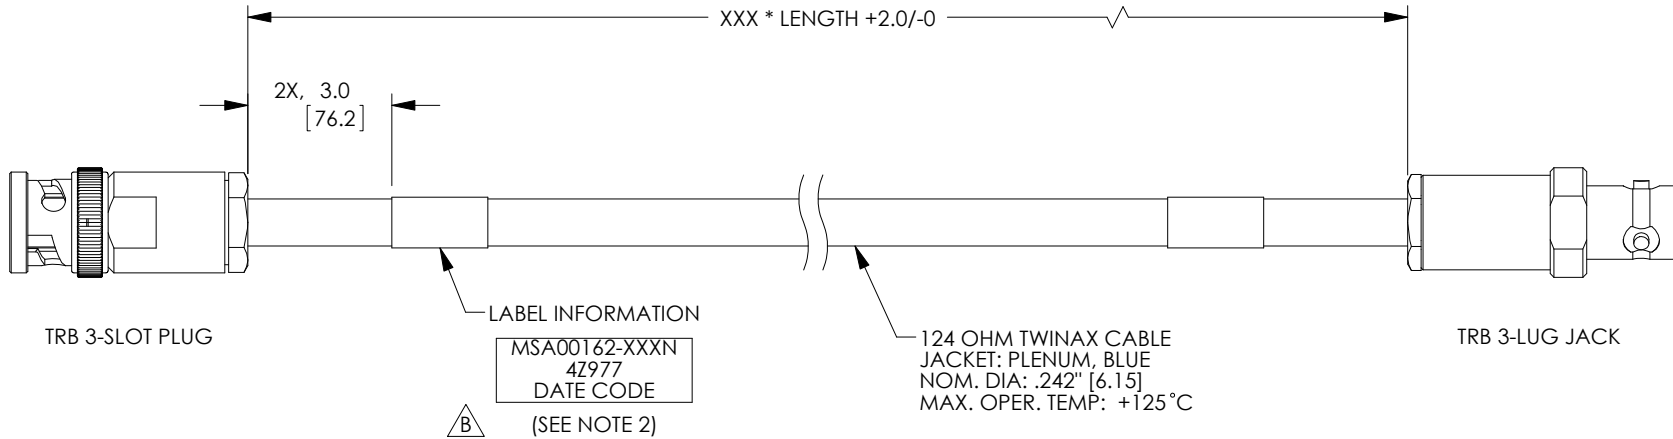 XXX * LENGTH +2.0/-0
2X, 3.0
[76.2]
TRB 3-SLOT PLUG
LABEL INFORMATION
MSA00162-XXXN
4Z977
DATE CODE
B
(SEE NOTE 2)
124 OHM TWINAX CABLE
JACKET: PLENUM, BLUE
NOM. DIA: .242" [6.15]
MAX. OPER. TEMP: +125°C
TRB 3-LUG JACK